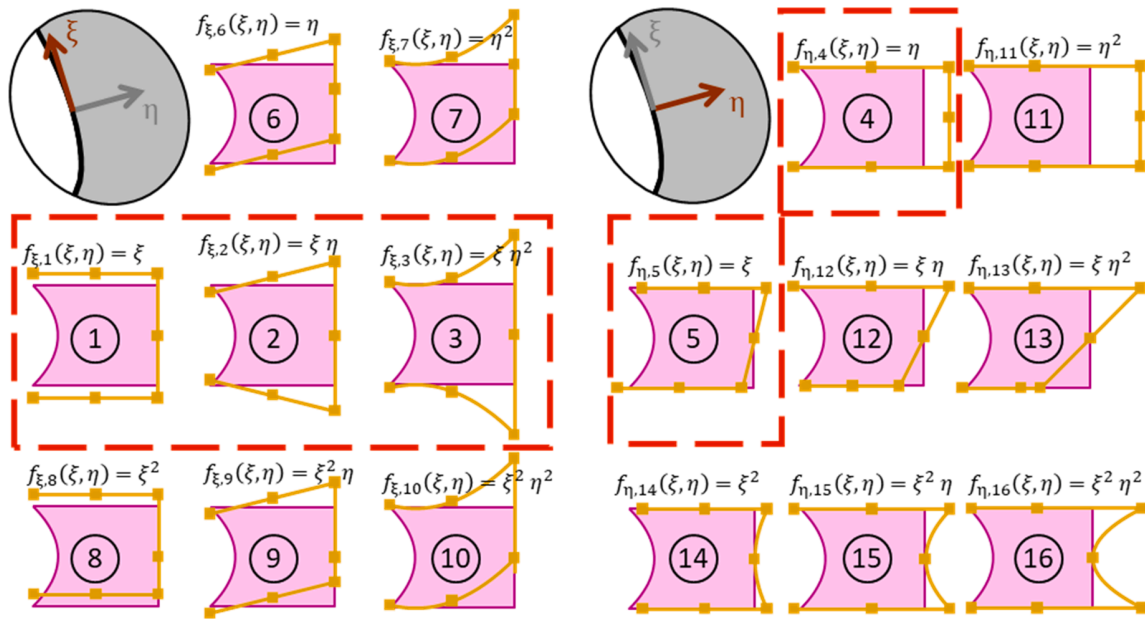 ξ
η
f_{ξ,6}(ξ, η) = η
6
f_{ξ,7}(ξ, η) = η²
7
ξ
η
f_{η,4}(ξ, η) = η
4
f_{η,11}(ξ, η) = η²
11
f_{ξ,1}(ξ, η) = ξ
1
f_{ξ,2}(ξ, η) = ξ η
2
f_{ξ,3}(ξ, η) = ξ η²
3
f_{η,5}(ξ, η) = ξ
5
f_{η,12}(ξ, η) = ξ η
12
f_{η,13}(ξ, η) = ξ η²
13
f_{ξ,8}(ξ, η) = ξ²
8
f_{ξ,9}(ξ, η) = ξ² η
9
f_{ξ,10}(ξ, η) = ξ² η²
10
f_{η,14}(ξ, η) = ξ²
14
f_{η,15}(ξ, η) = ξ² η
15
f_{η,16}(ξ, η) = ξ² η²
16